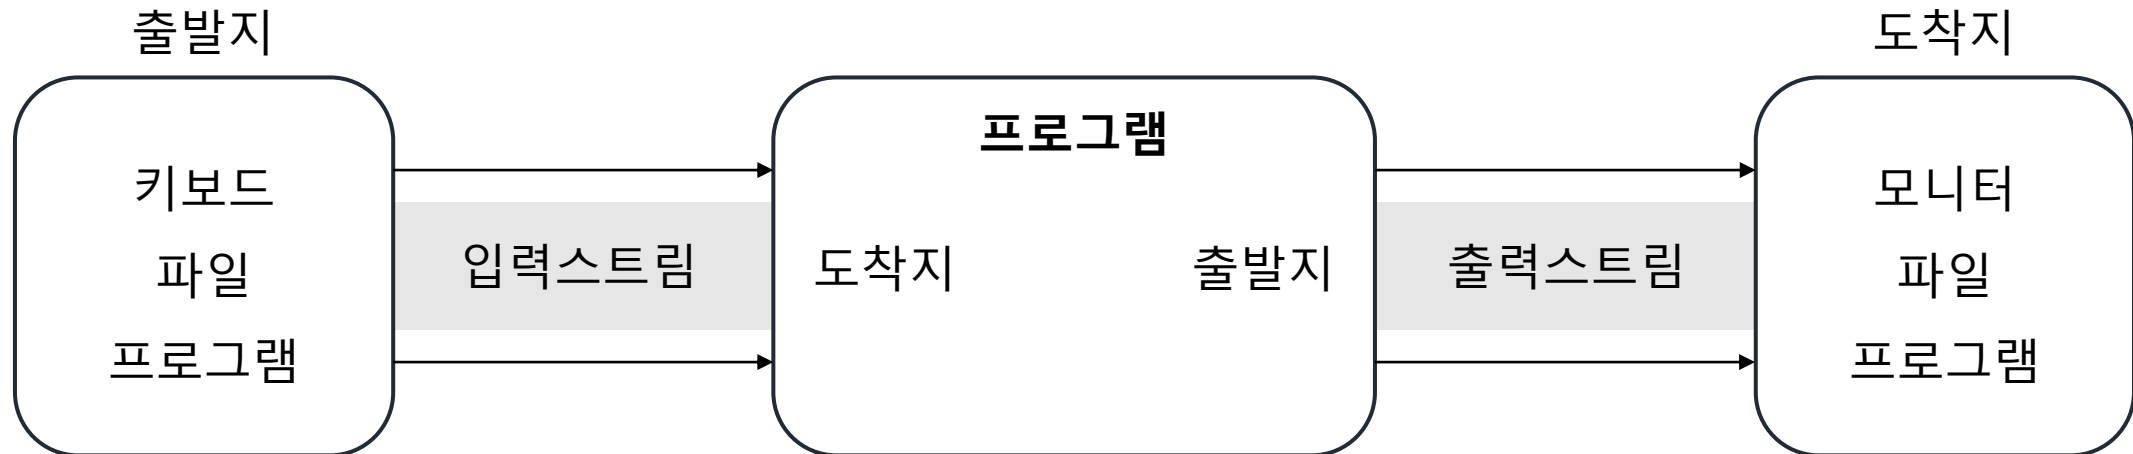 출발지
키보드
파일
프로그램
입력스트림
프로그램
도착지
출발지
출력스트림
도착지
모니터
파일
프로그램